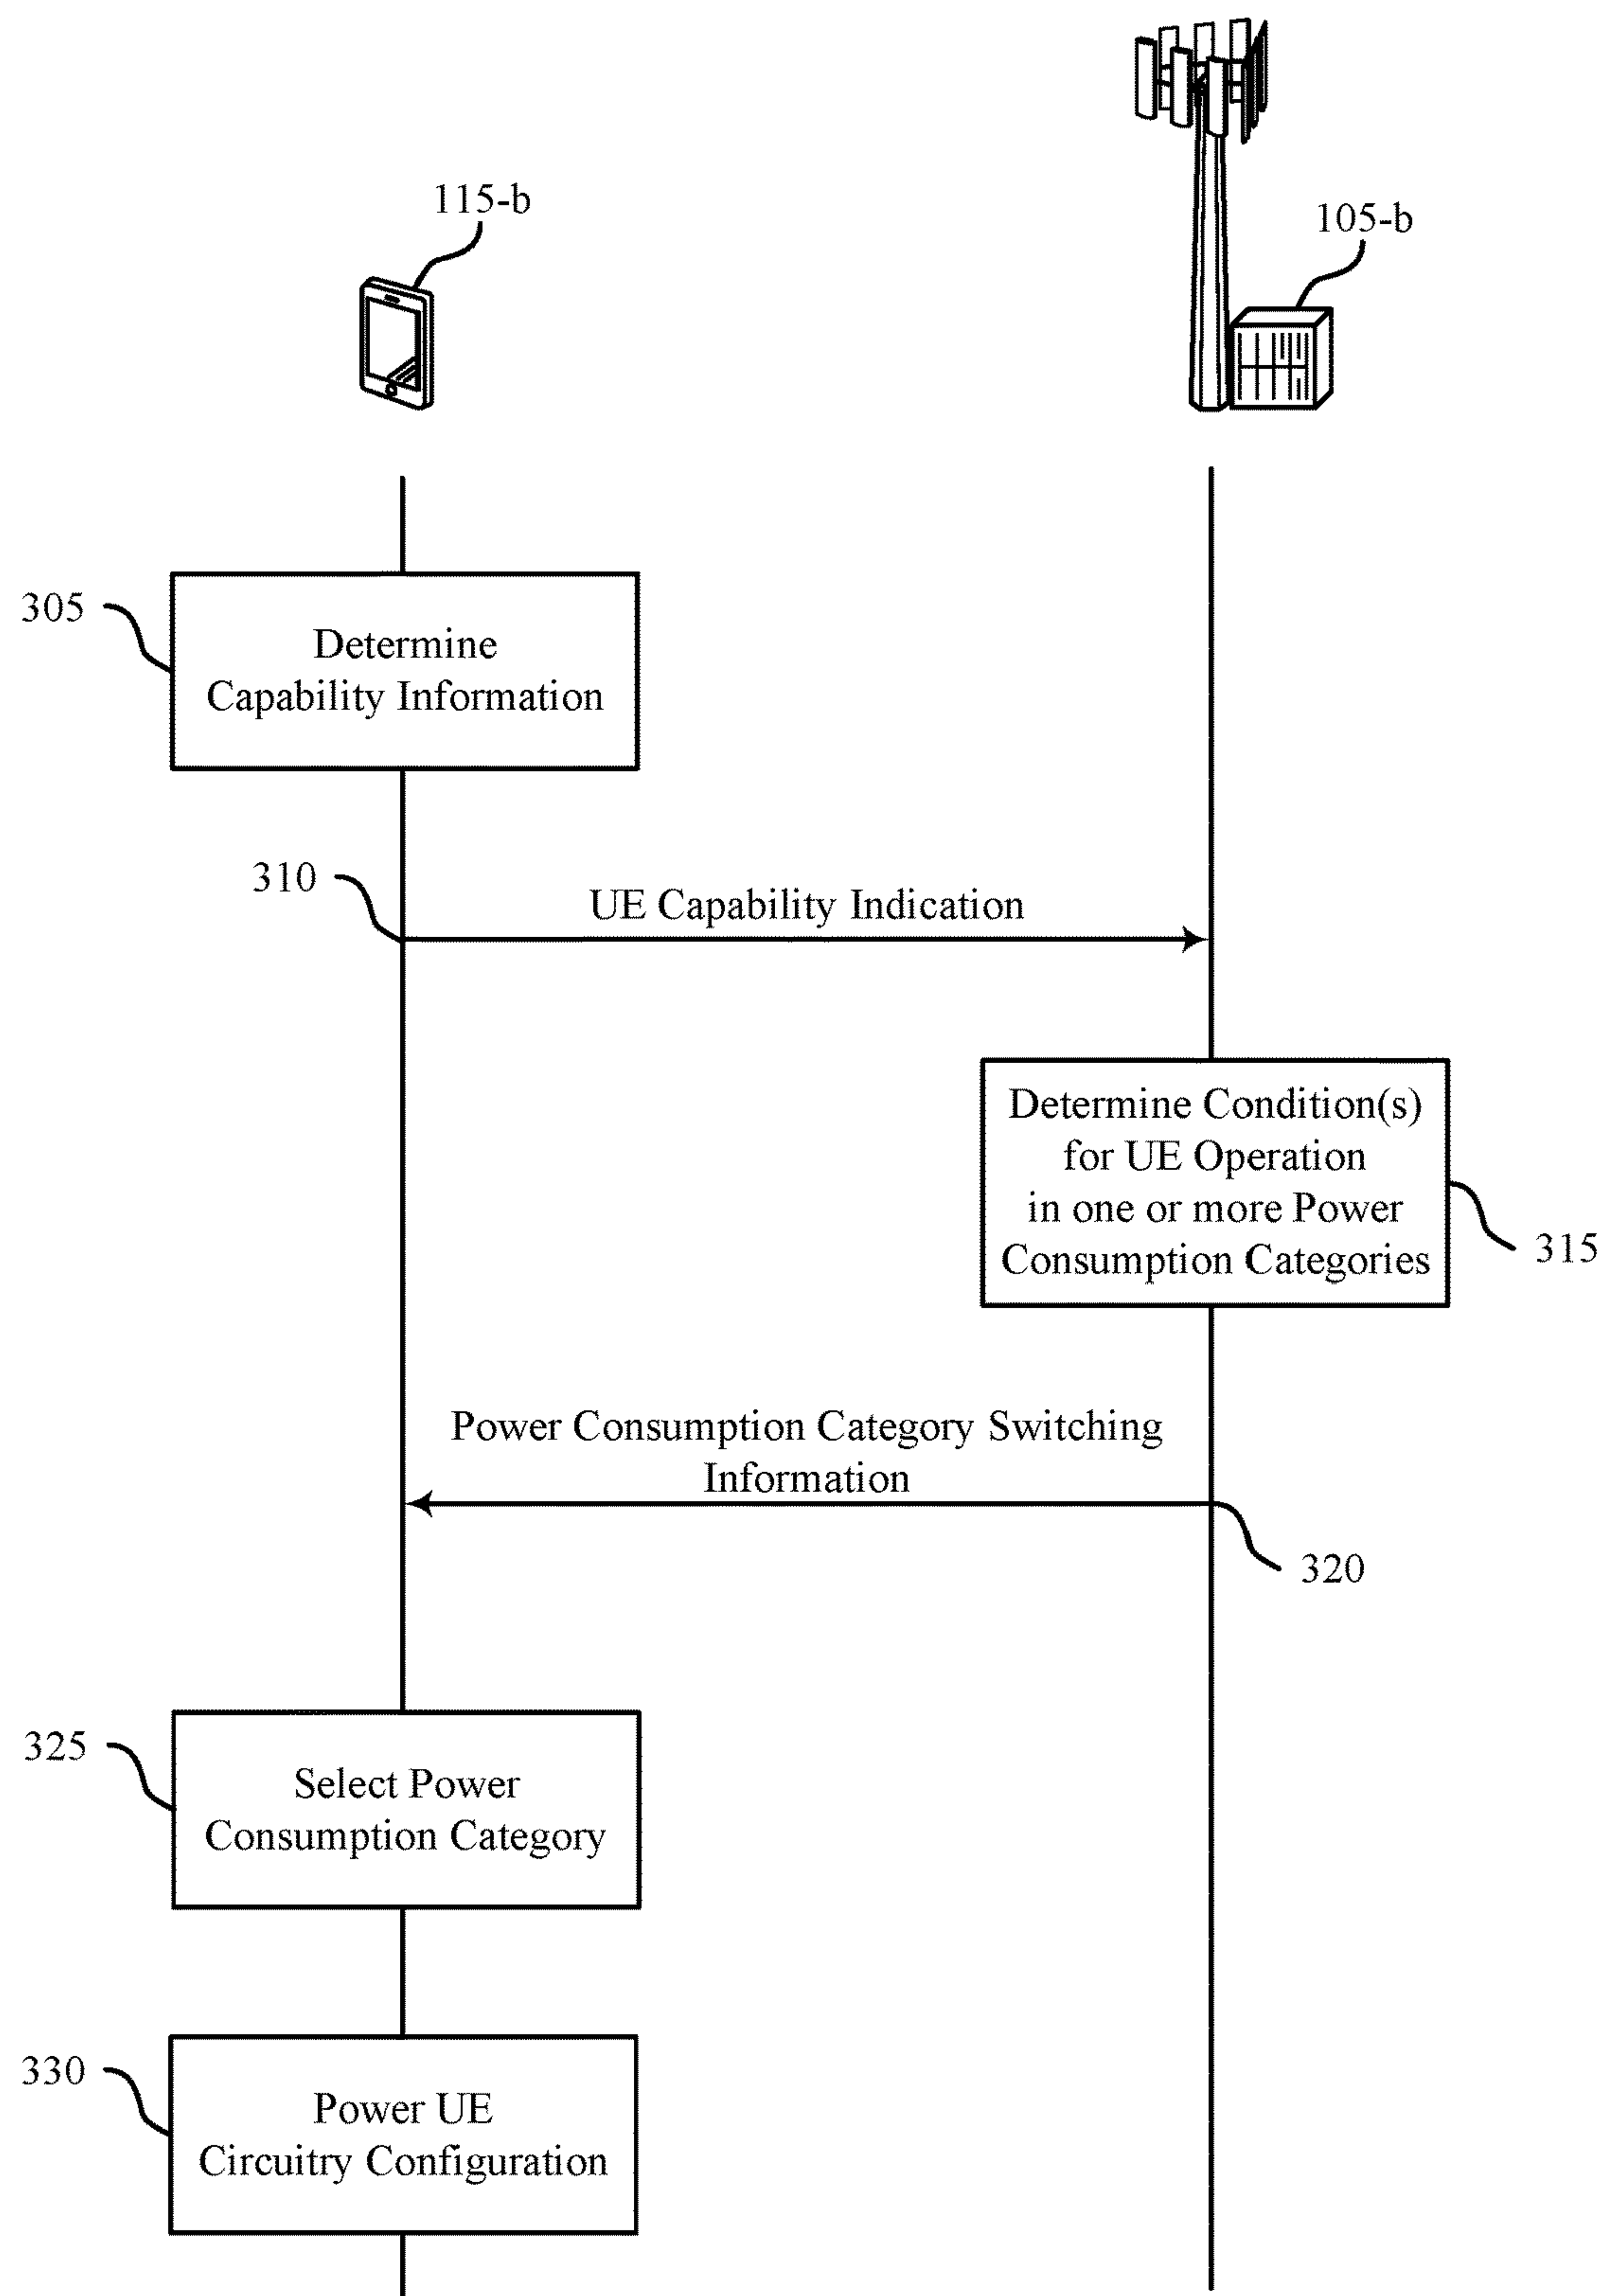 115-b
105-b
305
Determine
Capability Information
310
UE Capability Indication
Determine Condition(s)
for UE Operation
in one or more Power
Consumption Categories
315
Power Consumption Category Switching
Information
320
325
Select Power
Consumption Category
330
Power UE
Circuitry Configuration